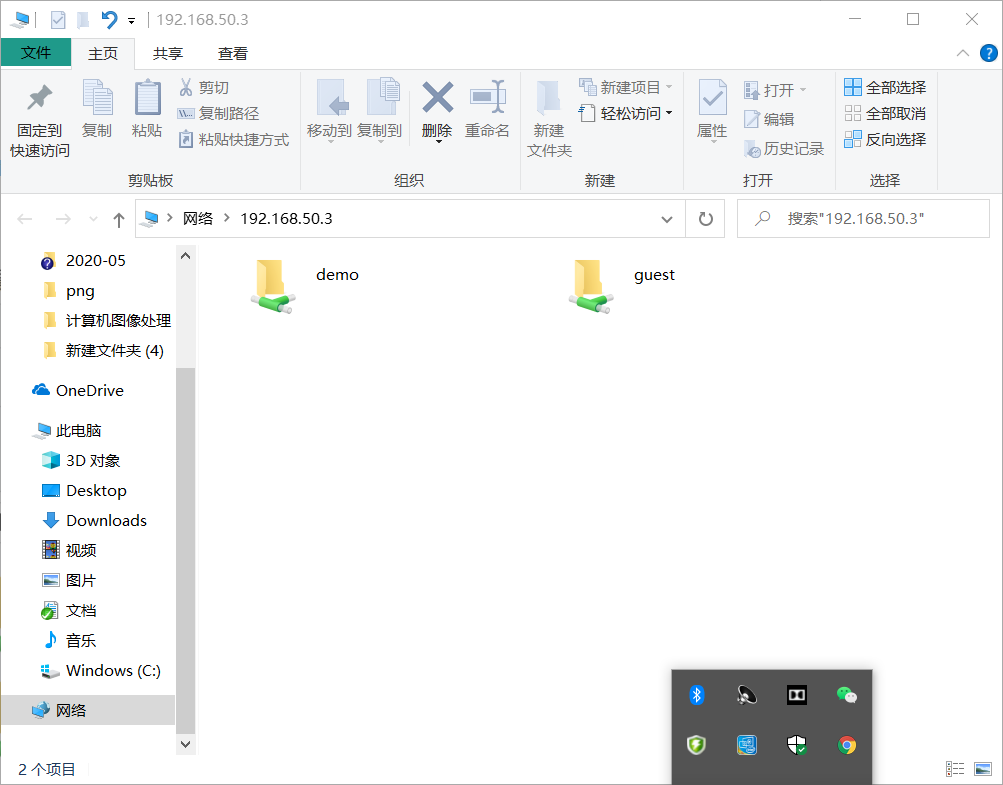 192.168.50.3
文件 主页 共享 查看
固定到
快速访问
复制
粘贴
剪切
复制路径
粘贴快捷方式
剪贴板
移动到 复制到 删除 重命名
组织
新建
文件夹
新建项目
轻松访问
新建
属性
打开
编辑
历史记录
打开
全部选择
全部取消
反向选择
选择
网络 192.168.50.3
搜索"192.168.50.3"
2020-05
png
计算机图像处理
新建文件夹 (4)
OneDrive
此电脑
3D 对象
Desktop
Downloads
视频
图片
文档
音乐
Windows (C:)
网络
demo
guest
2 个项目